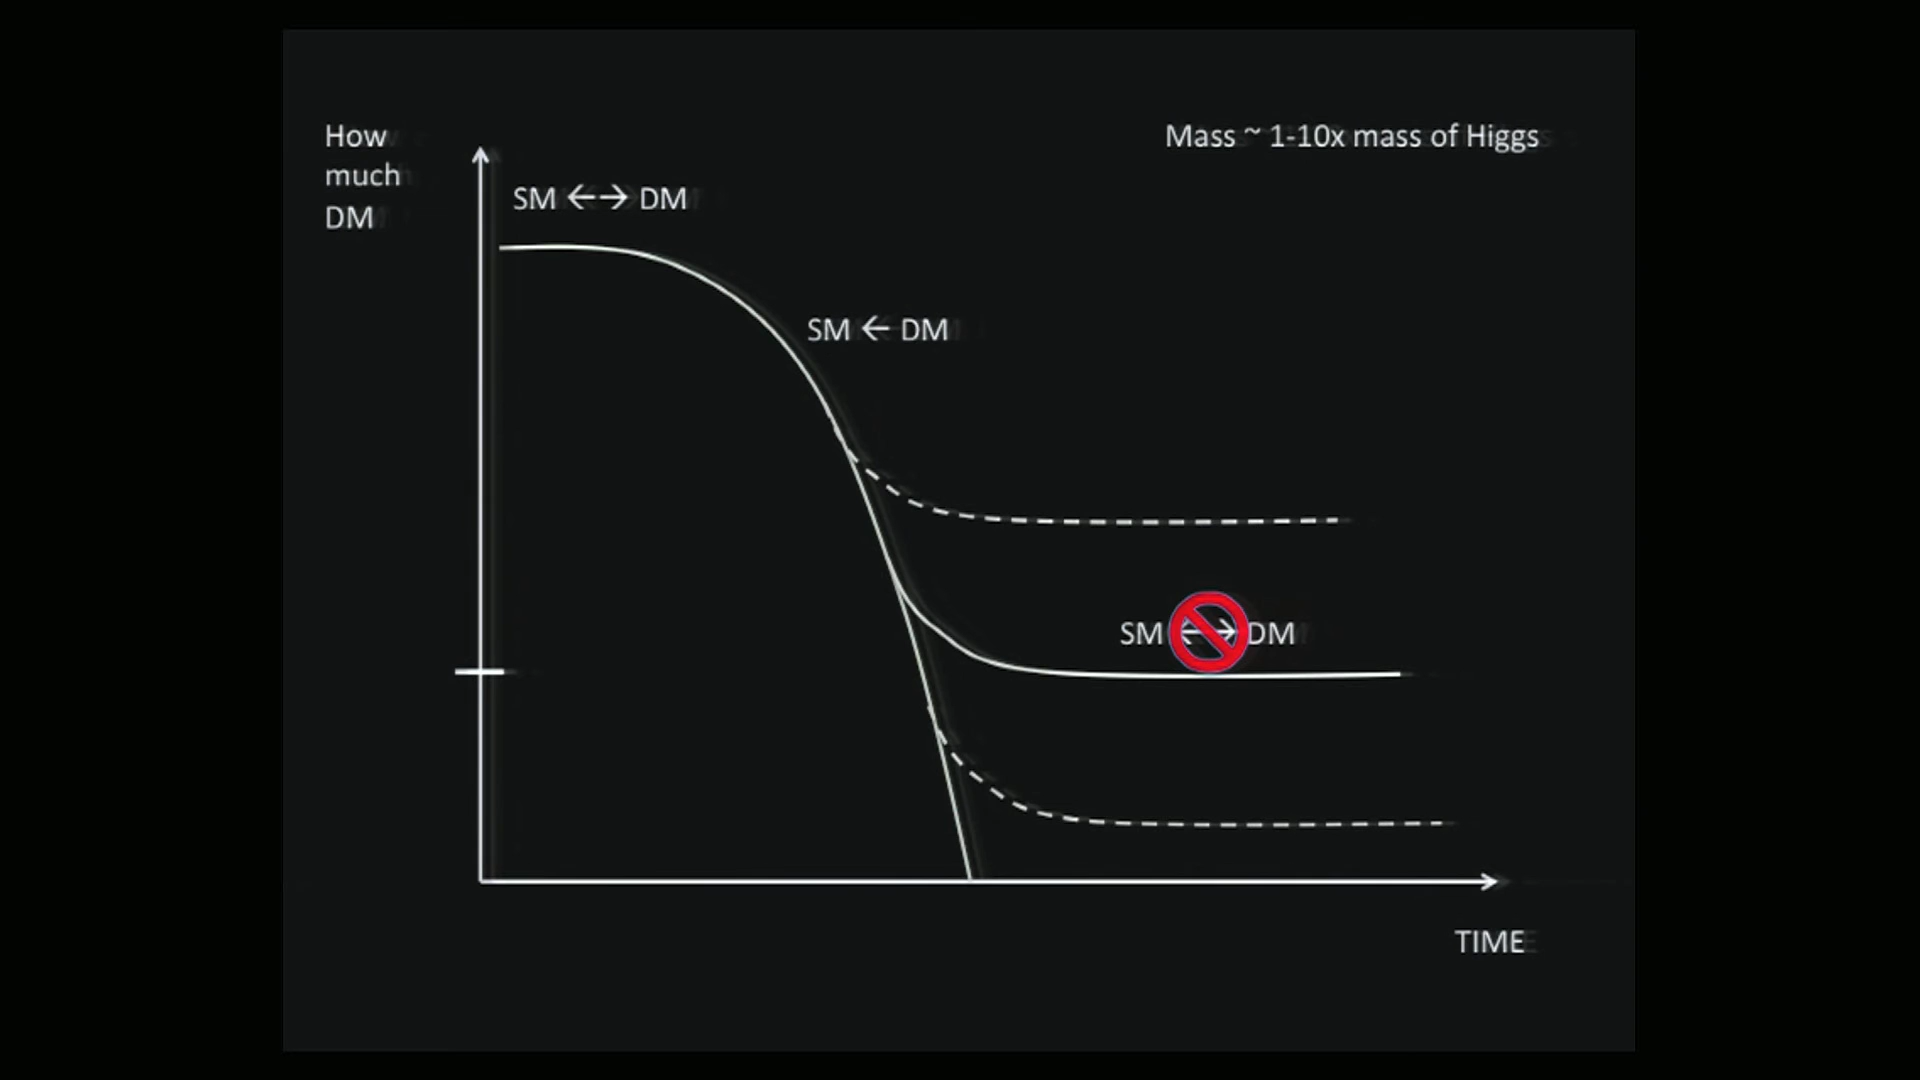 How
much
DM
Mass ~ 1-10x mass of Higgs
SM ←→ DM
SM ← DM
SM ←→ DM
TIME